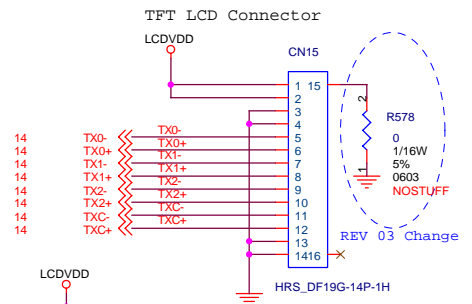 TFT LCD Connector
LCDVDD
CN15
1 15
2
3
4
14 TX0- TX0- 5
14 TX0+ TX0+ 6
14 TX1- TX1- 7
14 TX1+ TX1+ 8
14 TX2- TX2- 9
14 TX2+ TX2+ 10
14 TXC- TXC- 11
14 TXC+ TXC+ 12
13
1416
HRS_DF19G-14P-1H
2
R578
0
1/16W
5%
0603
NOSTUFF
1
REV 03 Change
LCDVDD